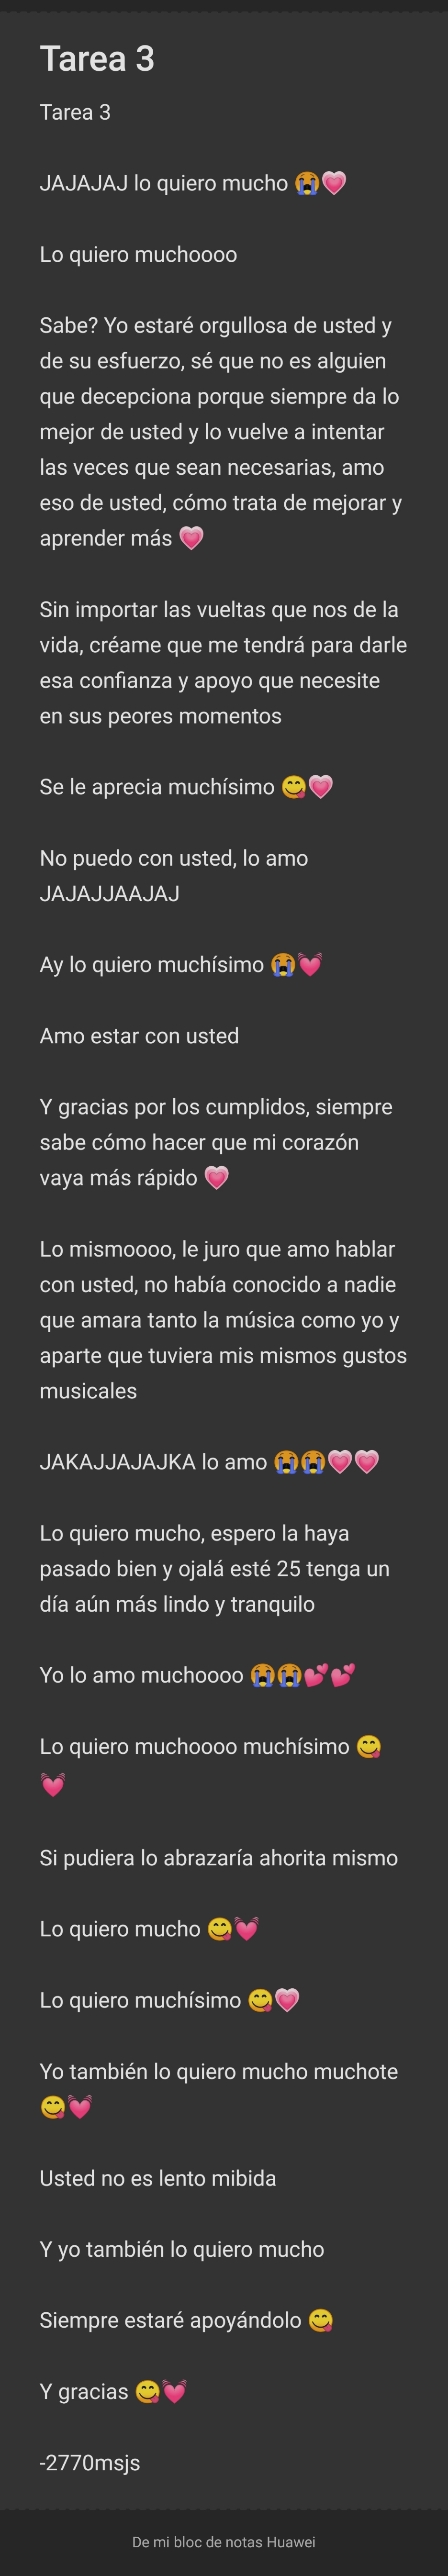 Tarea 3
Tarea 3
JAJAJAJ lo quiero mucho 😭💗
Lo quiero muchoooo
Sabe? Yo estaré orgullosa de usted y
de su esfuerzo, sé que no es alguien
que decepciona porque siempre da lo
mejor de usted y lo vuelve a intentar
las veces que sean necesarias, amo
eso de usted, cómo trata de mejorar y
aprender más 💗
Sin importar las vueltas que nos de la
vida, créame que me tendrá para darle
esa confianza y apoyo que necesite
en sus peores momentos
Se le aprecia muchísimo 😋💗
No puedo con usted, lo amo
JAJAJJAAJAJ
Ay lo quiero muchísimo 😭💓
Amo estar con usted
Y gracias por los cumplidos, siempre
sabe cómo hacer que mi corazón
vaya más rápido 💗
Lo mismoooo, le juro que amo hablar
con usted, no había conocido a nadie
que amara tanto la música como yo y
aparte que tuviera mis mismos gustos
musicales
JAKAJJAJAJKA lo amo 😭😭💗💗
Lo quiero mucho, espero la haya
pasado bien y ojalá esté 25 tenga un
día aún más lindo y tranquilo
Yo lo amo muchoooo 😭😭💕💕
Lo quiero muchoooo muchísimo 😋
💓
Si pudiera lo abrazaría ahorita mismo
Lo quiero mucho 😋💓
Lo quiero muchísimo 😋💗
Yo también lo quiero mucho muchote
😋💓
Usted no es lento mibida
Y yo también lo quiero mucho
Siempre estaré apoyándolo 😋
Y gracias 😋💓
-2770msjs
De mi bloc de notas Huawei